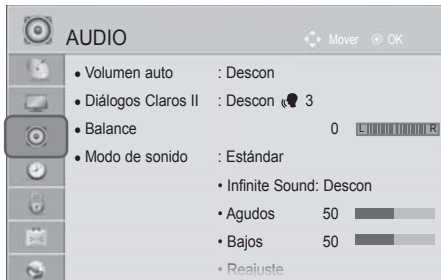 AUDIO
Mover OK
• Volumen auto : Descon
• Diálogos Claros II : Descon 3
• Balance 0 L R
• Modo de sonido : Estándar
• Infinite Sound: Descon
• Agudos 50
• Bajos 50
• Reajuste